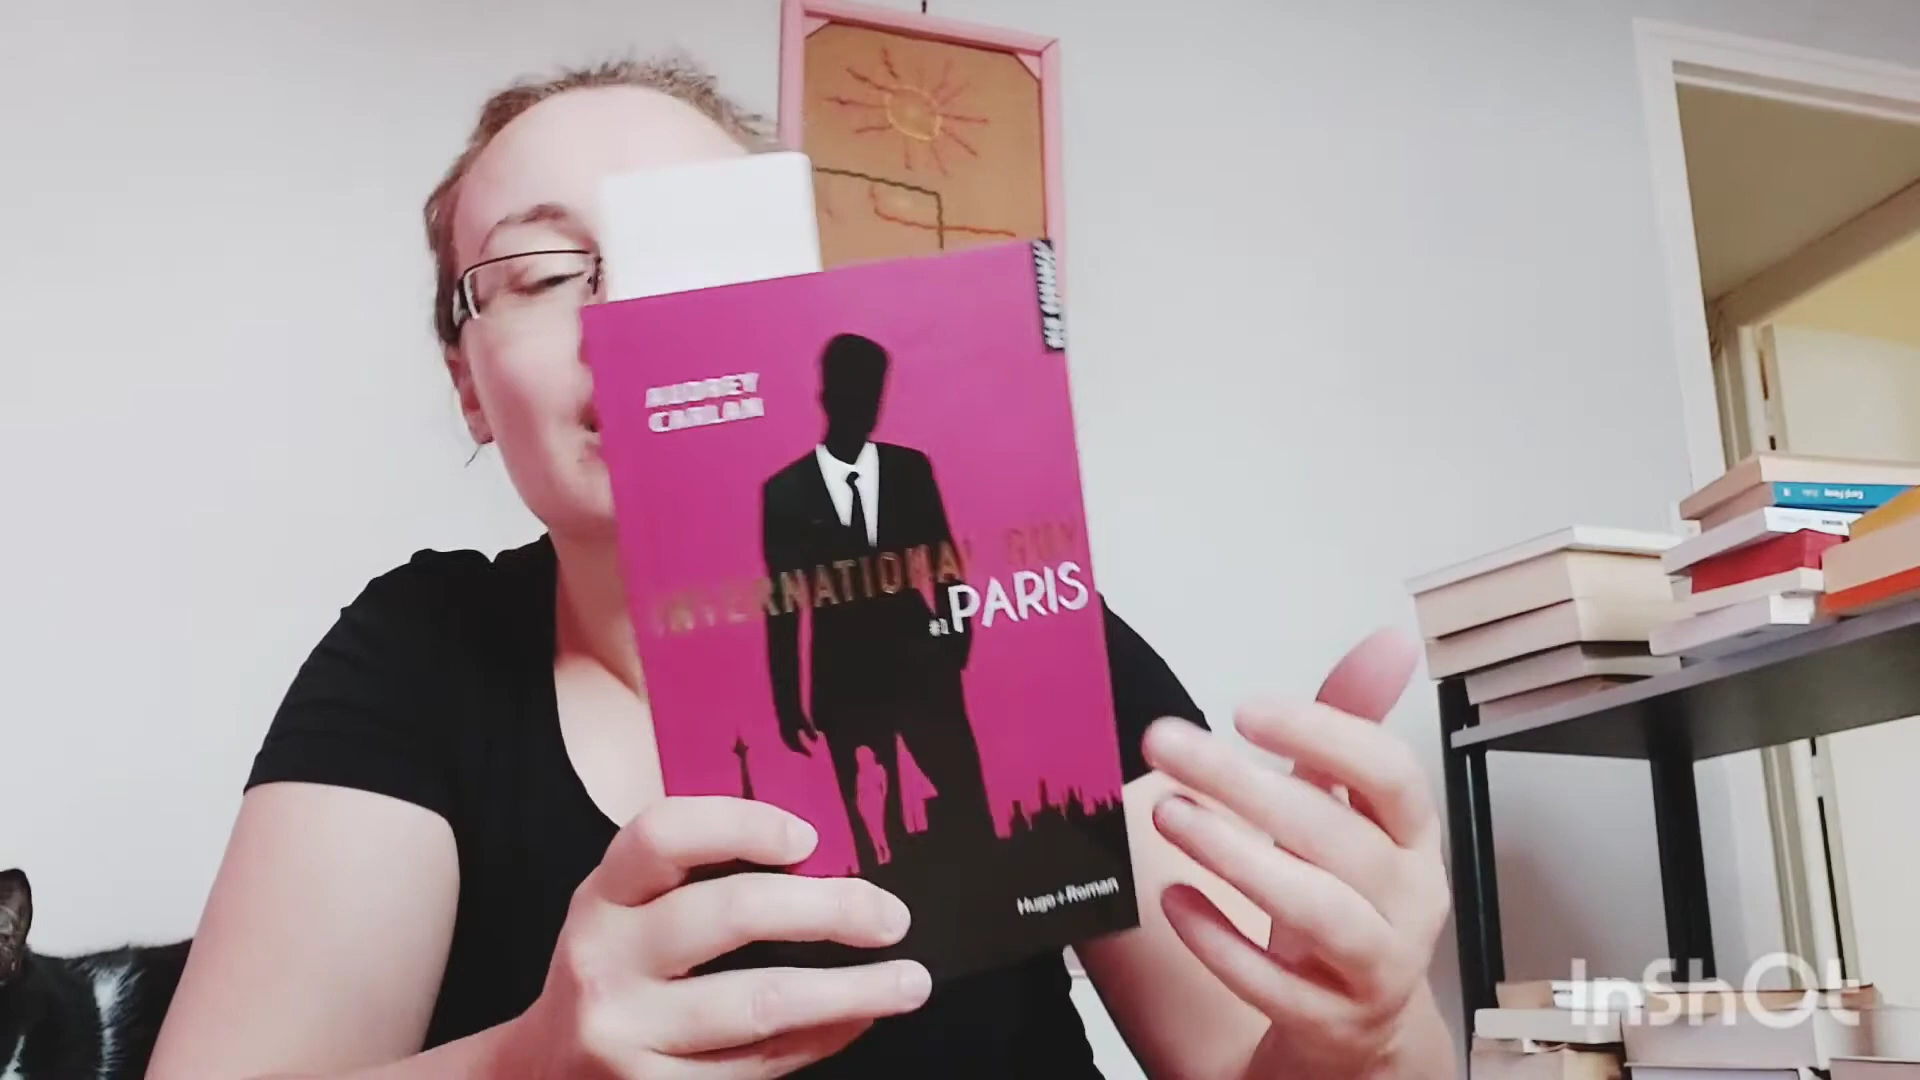 AUDREY
CARLAN
INTERNATIONAL GUY
#1 PARIS
Hugo+Roman
InShOt